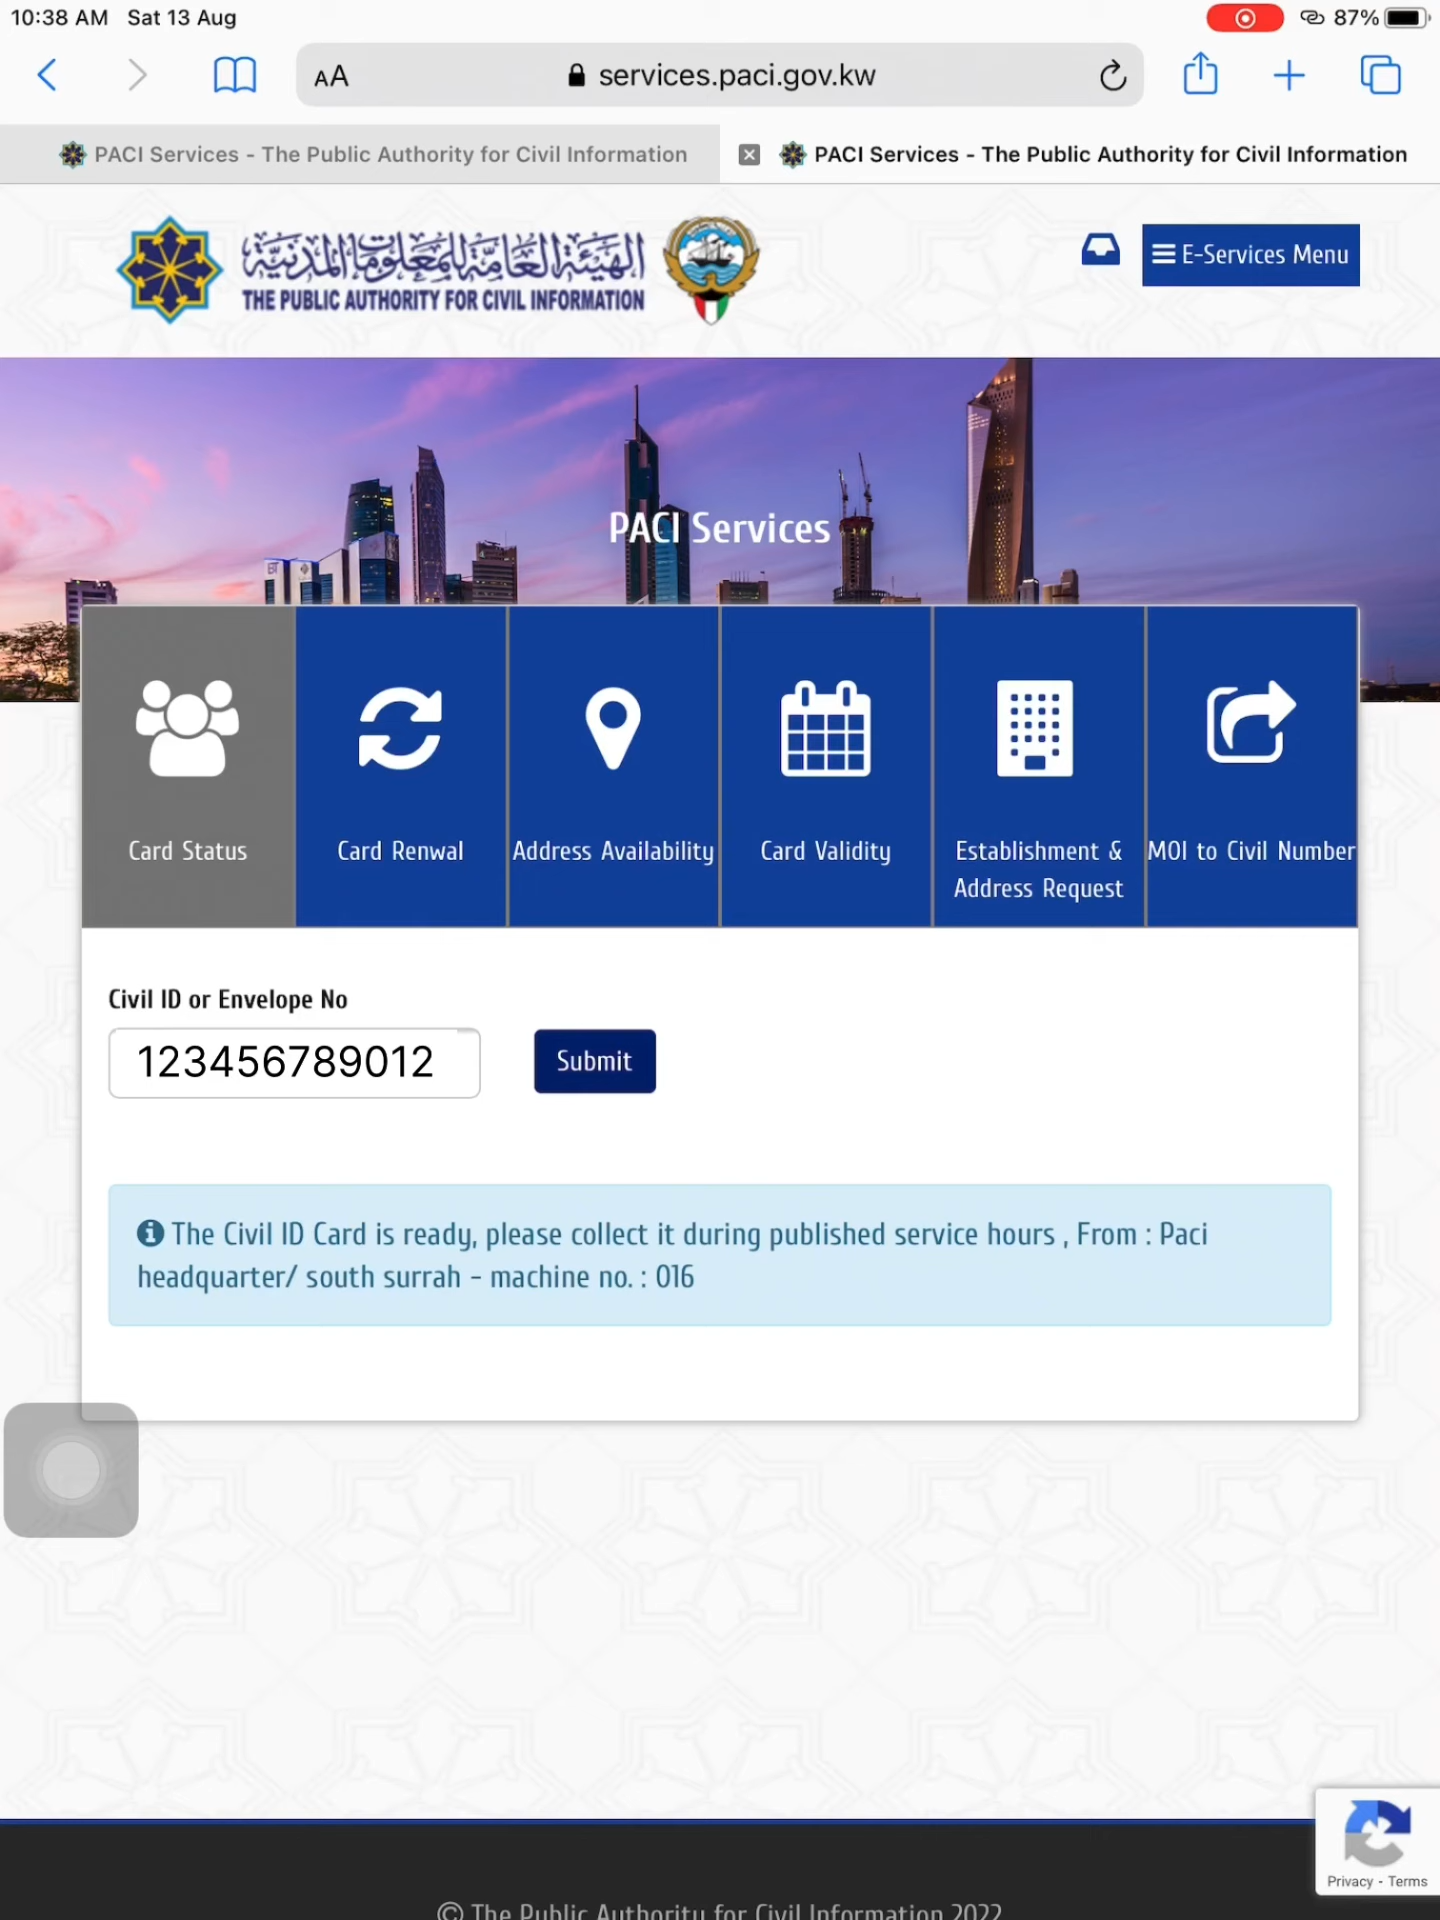 10:38 AM Sat 13 Aug
87%
AA
services.paci.gov.kw
PACI Services - The Public Authority for Civil Information
PACI Services - The Public Authority for Civil Information
الهيئة العامة للمعلومات المدنية
THE PUBLIC AUTHORITY FOR CIVIL INFORMATION
E-Services Menu
PACI Services
Card Status
Card Renwal
Address Availability
Card Validity
Establishment &
Address Request
MOI to Civil Number
Civil ID or Envelope No
123456789012
Submit
The Civil ID Card is ready, please collect it during published service hours , From : Paci
headquarter/ south surrah - machine no. : 016
Privacy - Terms
© The Public Authority for Civil Information 2022